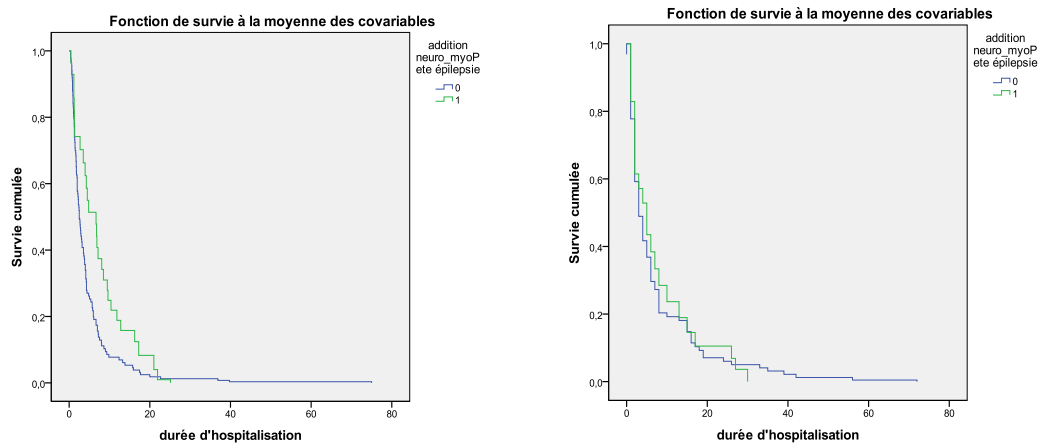 Fonction de survie à la moyenne des covariables
addition
neuro_myoP
ete épilepsie
0
1
1,0
0,8
0,6
0,4
0,2
0,0
Survie cumulée
0
20
40
60
80
durée d'hospitalisation
Fonction de survie à la moyenne des covariables
addition
neuro_myoP
ete épilepsie
0
1
1,0
0,8
0,6
0,4
0,2
0,0
Survie cumulée
0
20
40
60
80
durée d'hospitalisation